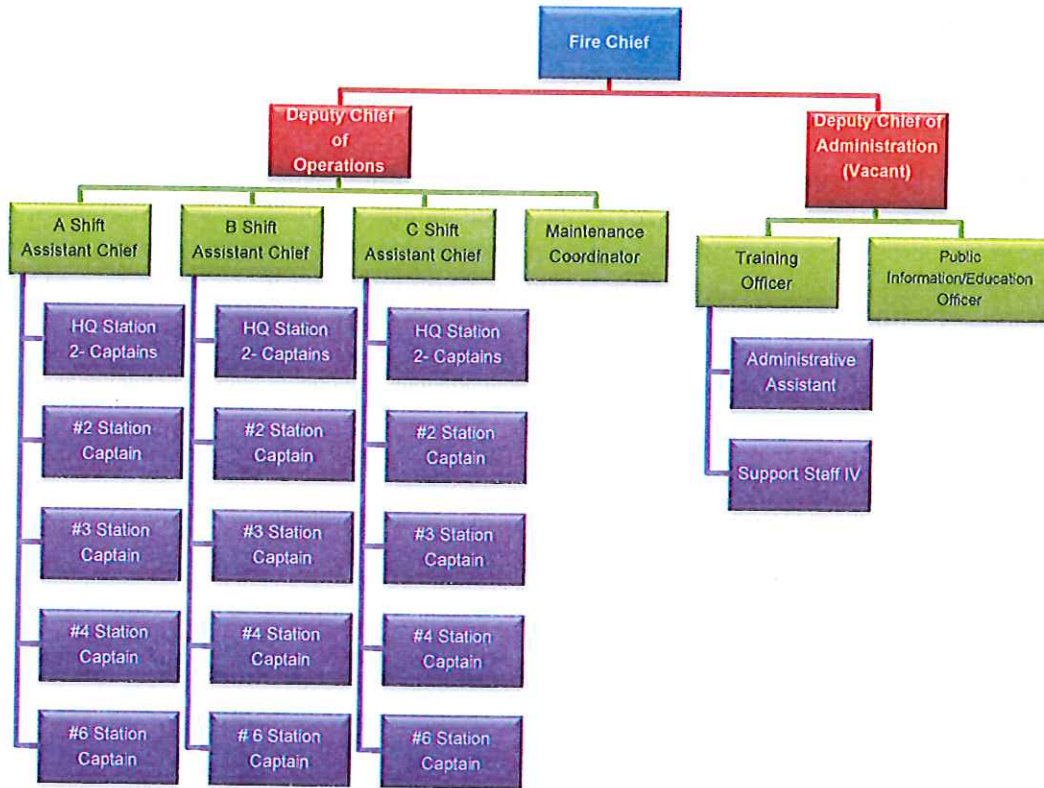 Fire Chief
Deputy Chief
of
Operations
Deputy Chief of
Administration
(Vacant)
A Shift
Assistant Chief
B Shift
Assistant Chief
C Shift
Assistant Chief
Maintenance
Coordinator
Training
Officer
Public
Information/Education
Officer
HQ Station
2- Captains
HQ Station
2- Captains
HQ Station
2- Captains
Administrative
Assistant
#2 Station
Captain
#2 Station
Captain
#2 Station
Captain
Support Staff IV
#3 Station
Captain
#3 Station
Captain
#3 Station
Captain
#4 Station
Captain
#4 Station
Captain
#4 Station
Captain
#6 Station
Captain
# 6 Station
Captain
#6 Station
Captain